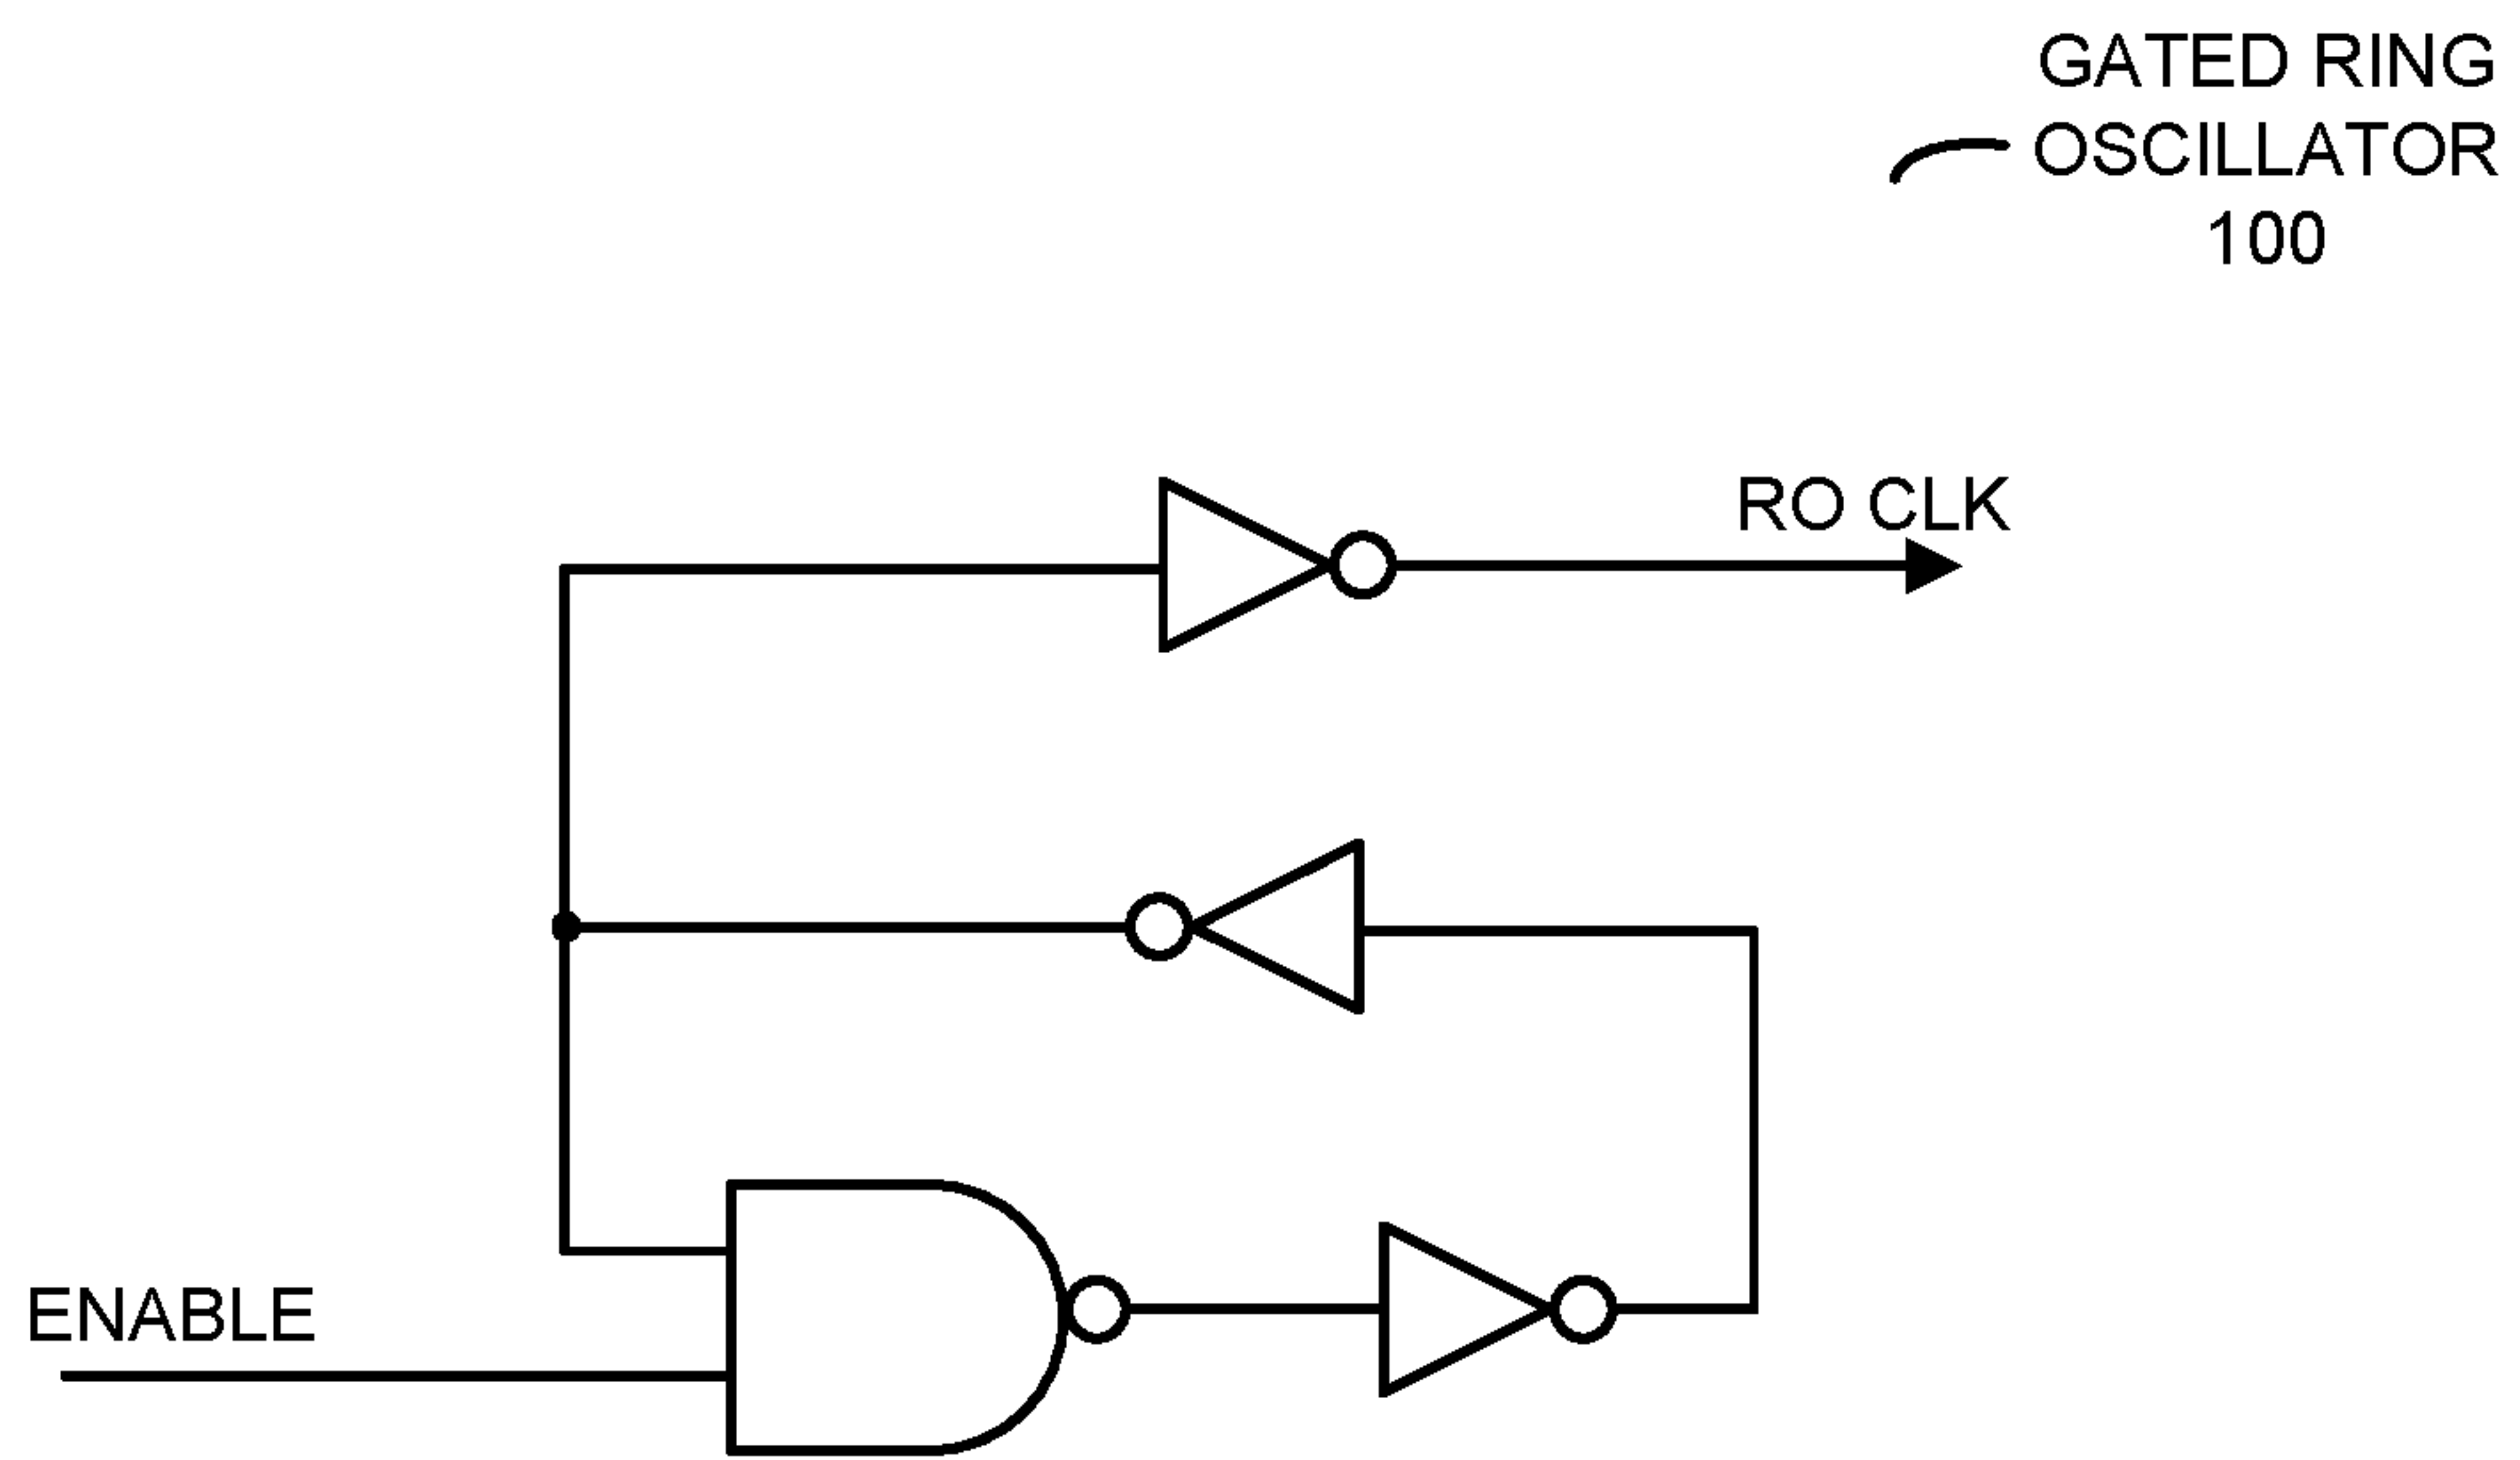 GATED RING
OSCILLATOR
100
RO CLK
ENABLE